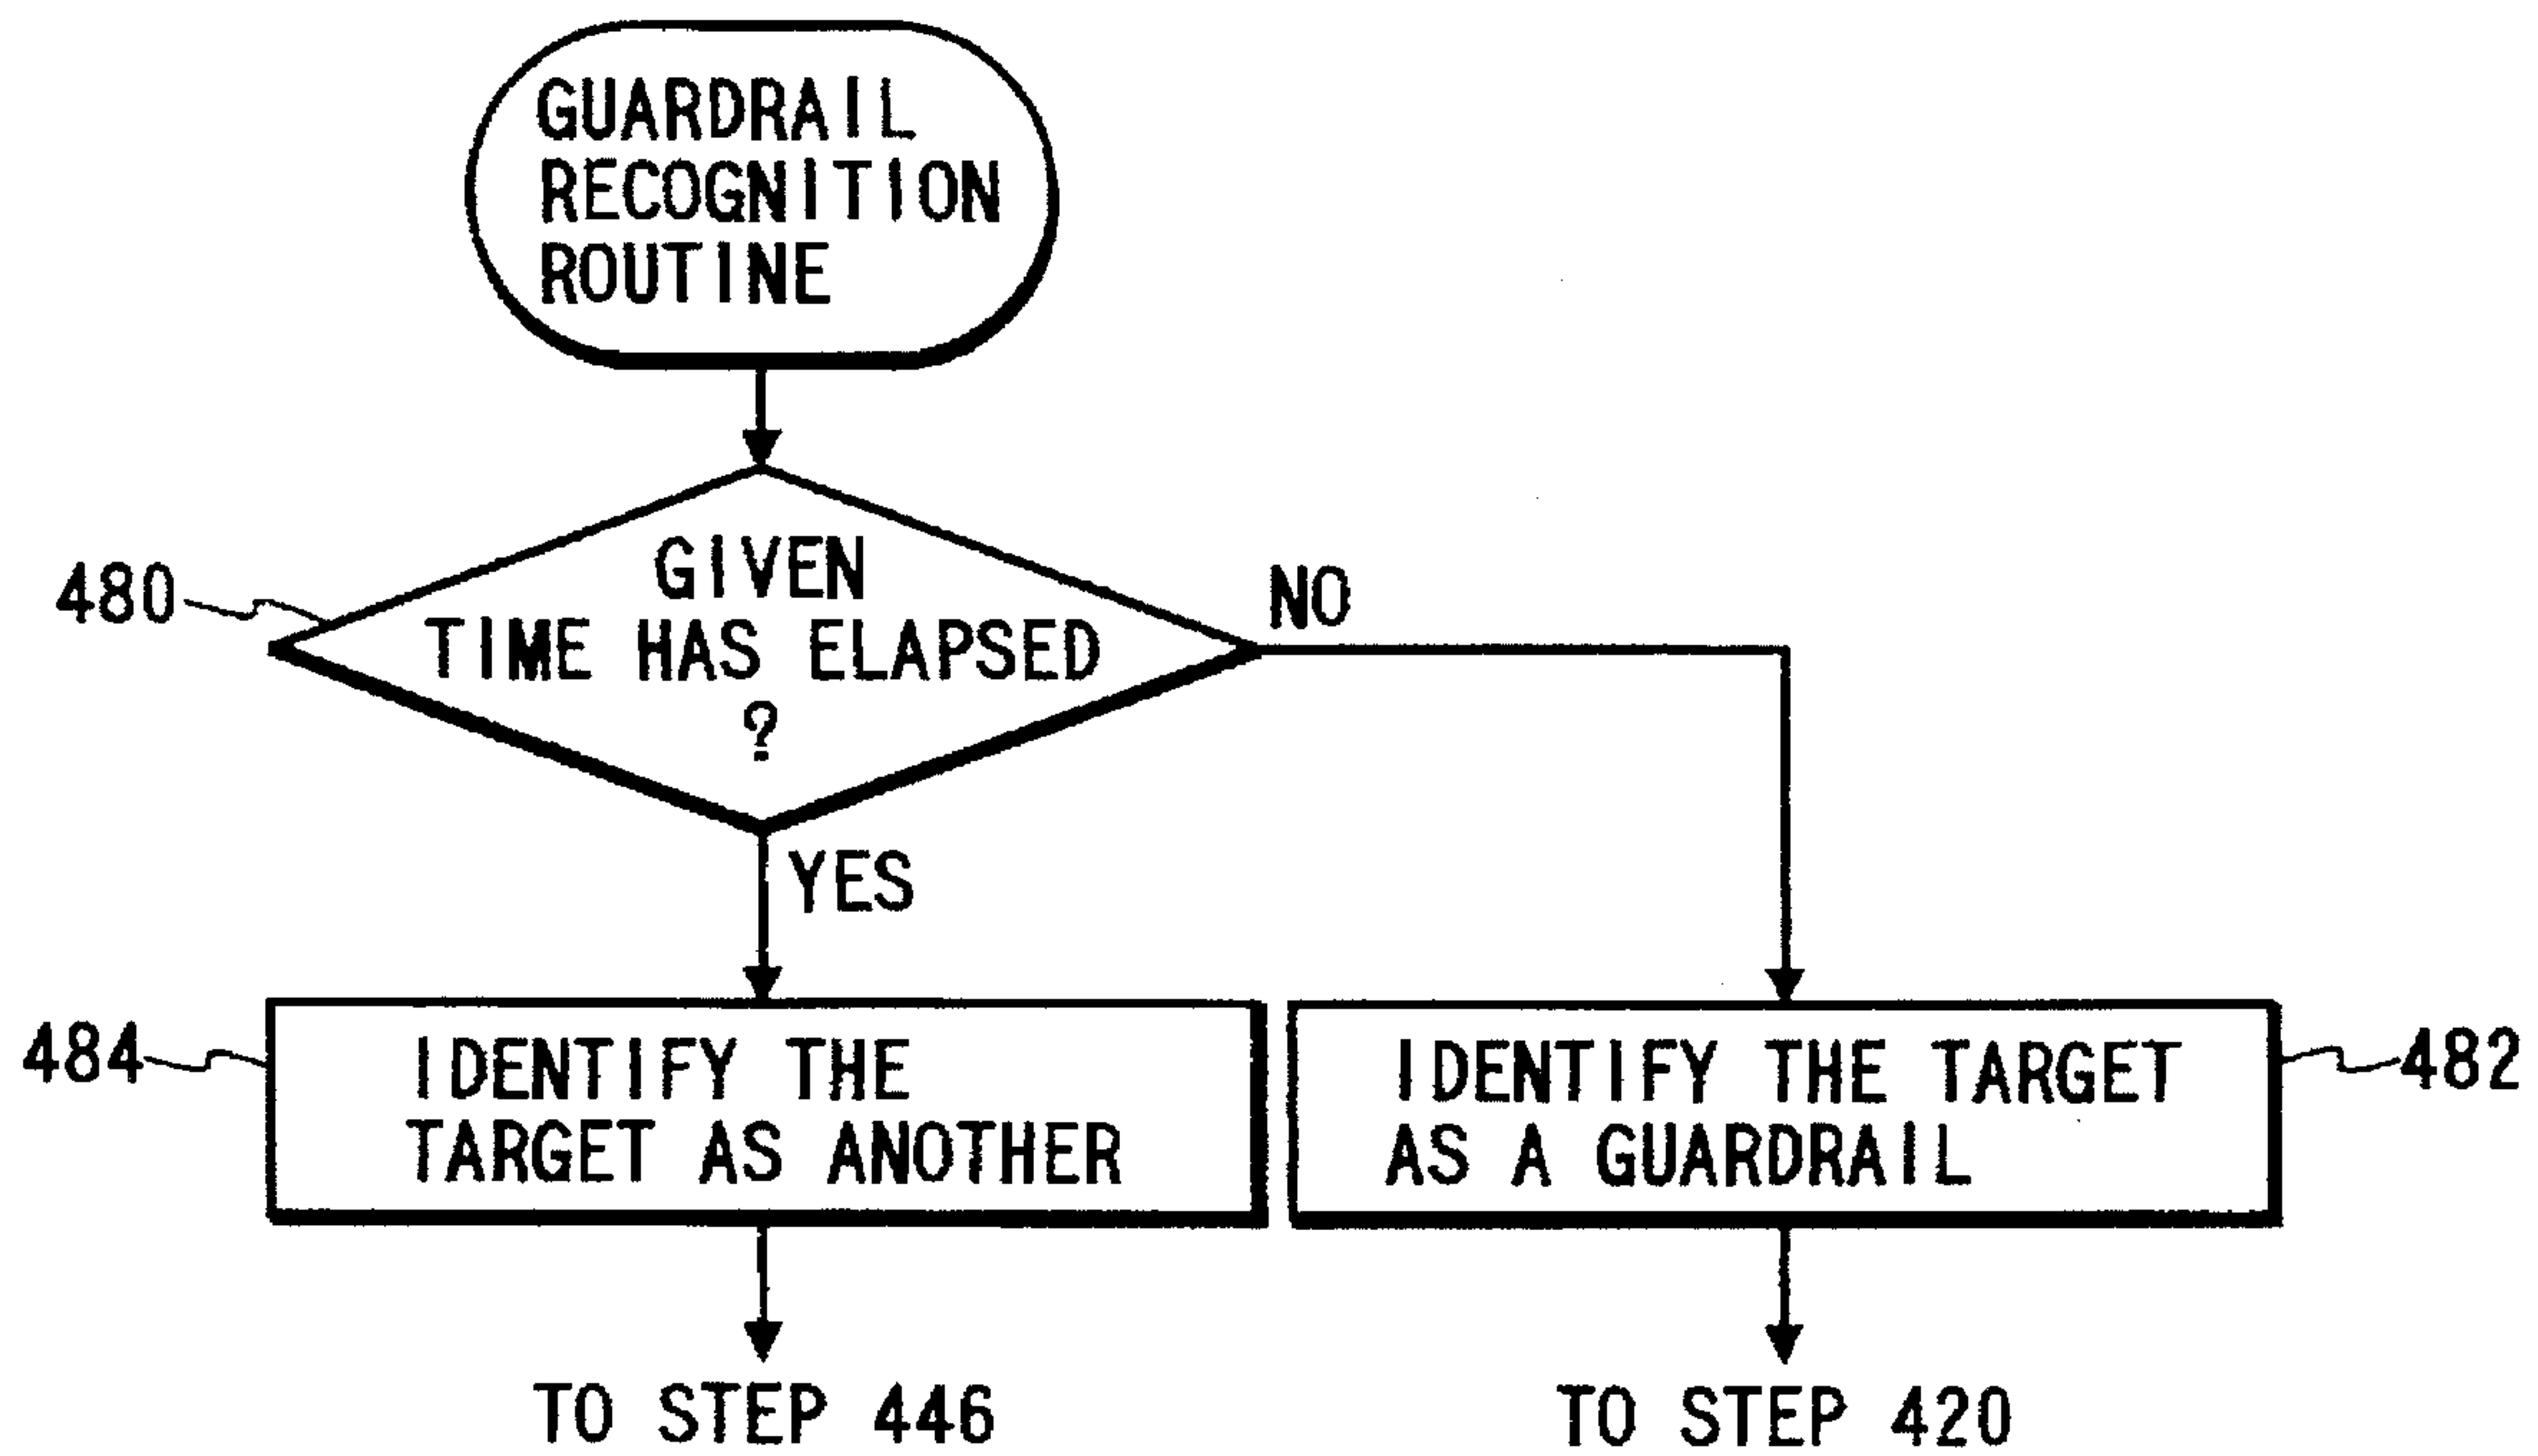 GUARDRAIL
RECOGNITION
ROUTINE
480
GIVEN
TIME HAS ELAPSED
?
NO
YES
484
IDENTIFY THE
TARGET AS ANOTHER
IDENTIFY THE TARGET
AS A GUARDRAIL
482
TO STEP 446
TO STEP 420